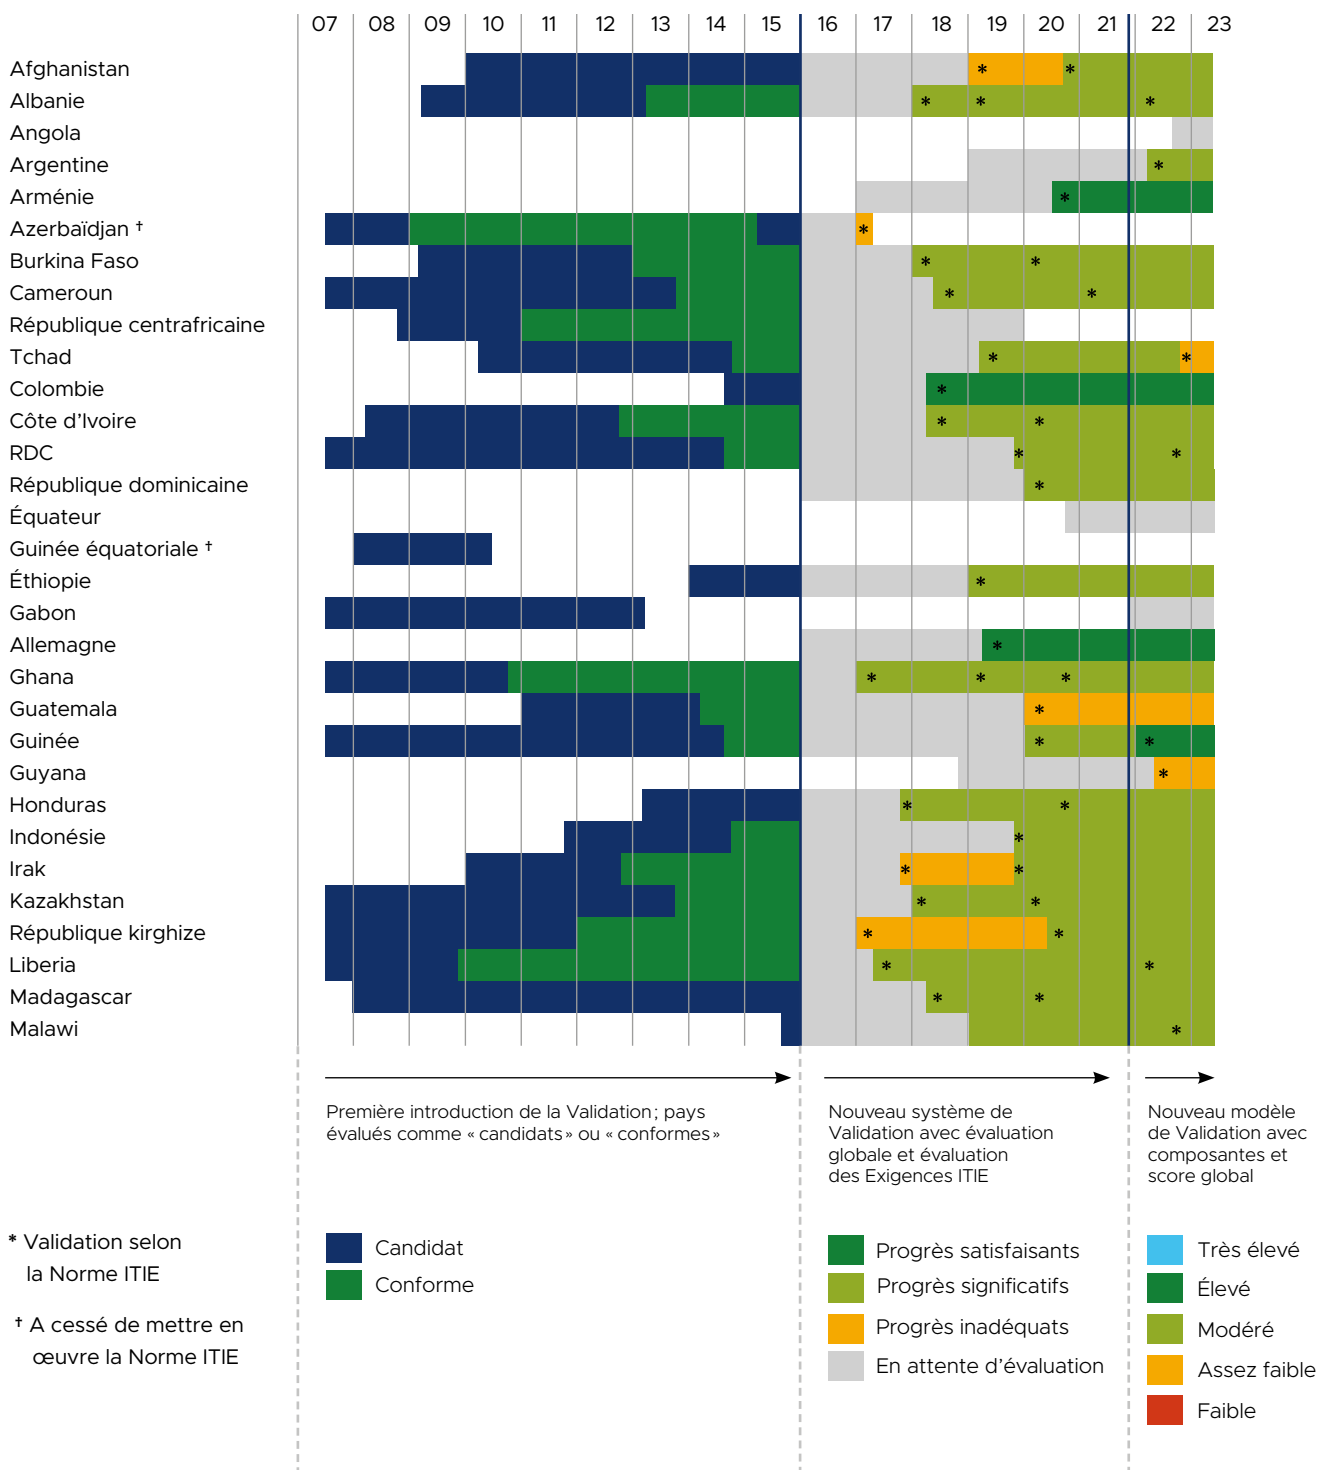 07 08 09 10 11 12 13 14 15 16 17 18 19 20 21 22 23
Afghanistan * *
Albanie * * *
Angola
Argentine *
Arménie *
Azerbaïdjan † *
Burkina Faso * *
Cameroun * *
République centrafricaine
Tchad * *
Colombie *
Côte d'Ivoire * *
RDC * *
République dominicaine *
Équateur
Guinée équatoriale †
Éthiopie *
Gabon
Allemagne *
Ghana * * *
Guatemala *
Guinée * *
Guyana *
Honduras * *
Indonésie *
Irak * *
Kazakhstan * *
République kirghize * *
Liberia * *
Madagascar * *
Malawi *
Première introduction de la Validation; pays
évalués comme « candidats » ou « conformes »
Nouveau système de
Validation avec évaluation
globale et évaluation
des Exigences ITIE
Nouveau modèle
de Validation avec
composantes et
score global
* Validation selon
la Norme ITIE
† A cessé de mettre en
œuvre la Norme ITIE
Candidat
Conforme
Progrès satisfaisants
Progrès significatifs
Progrès inadéquats
En attente d'évaluation
Très élevé
Élevé
Modéré
Assez faible
Faible